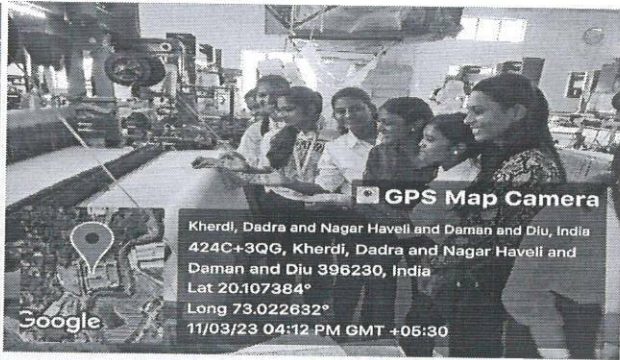 GPS Map Camera
Kherdi, Dadra and Nagar Haveli and Daman and Diu, India
424C+3QG, Kherdi, Dadra and Nagar Haveli and
Daman and Diu 396230, India
Lat 20.107384°
Long 73.022632°
11/03/23 04:12 PM GMT +05:30
Google